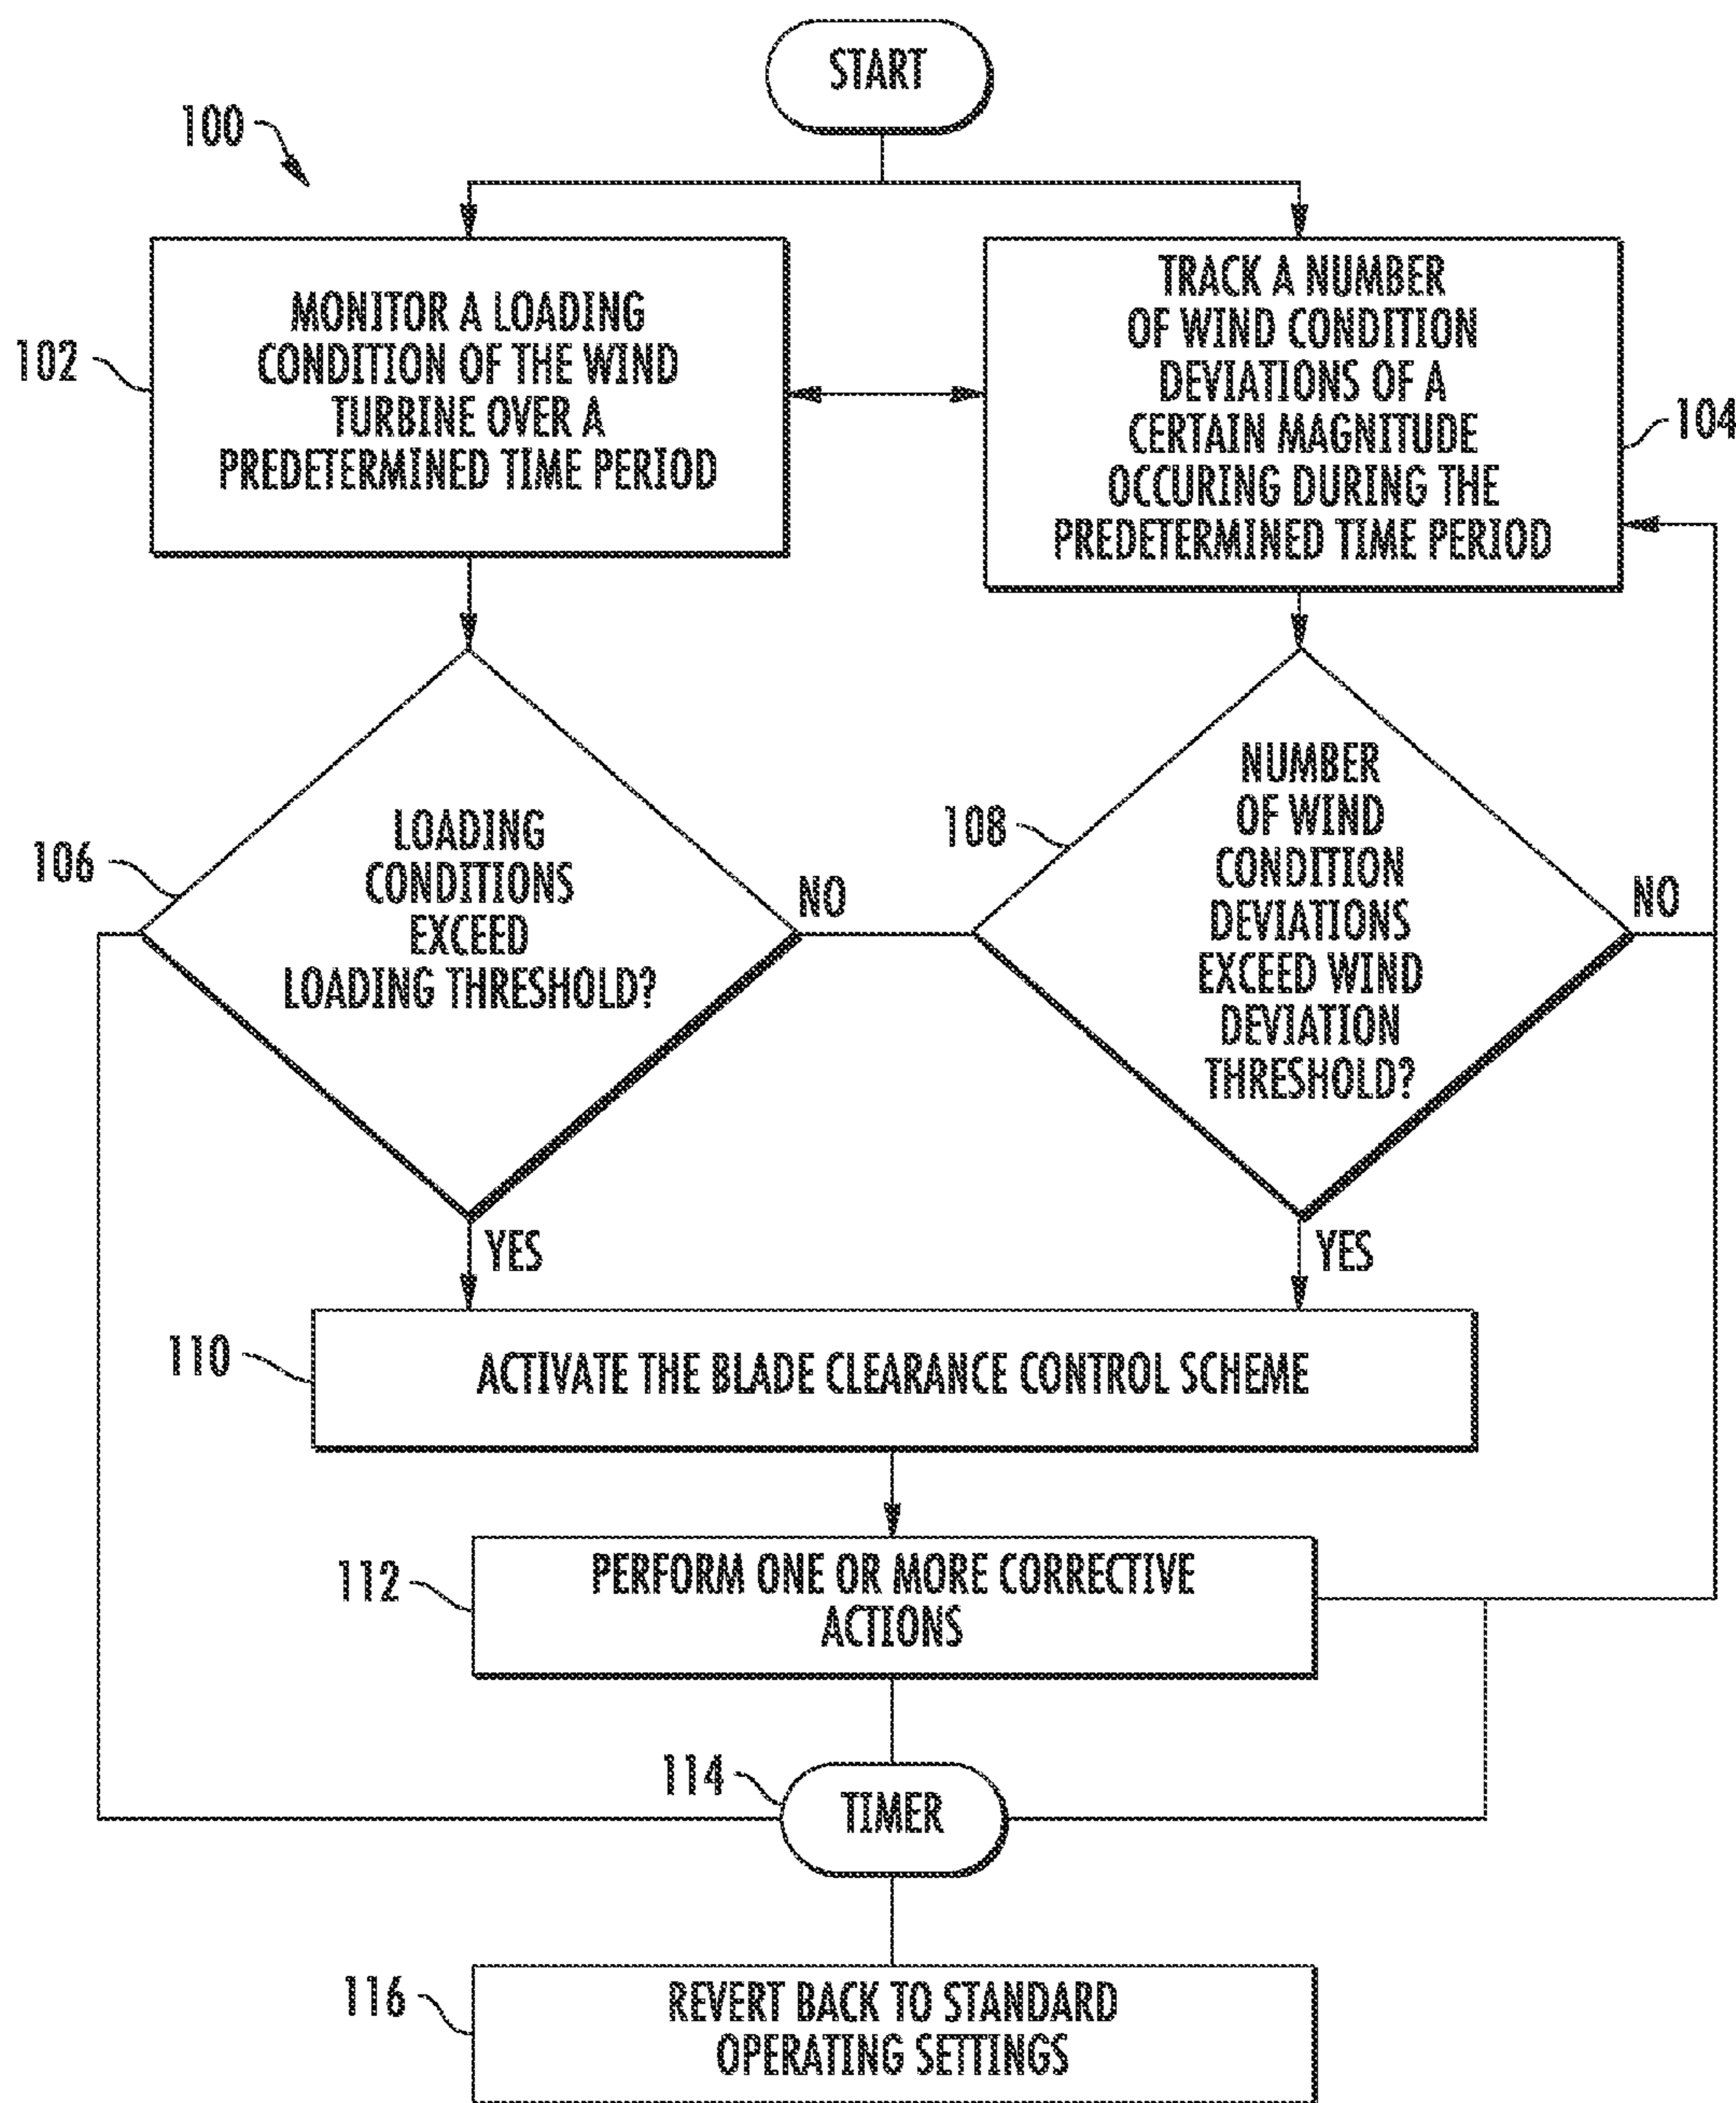 START
100
102
MONITOR A LOADING
CONDITION OF THE WIND
TURBINE OVER A
PREDETERMINED TIME PERIOD
TRACK A NUMBER
OF WIND CONDITION
DEVIATIONS OF A
CERTAIN MAGNITUDE
OCCURING DURING THE
PREDETERMINED TIME PERIOD
104
106
LOADING
CONDITIONS
EXCEED
LOADING THRESHOLD?
NO
108
NUMBER
OF WIND
CONDITION
DEVIATIONS
EXCEED WIND
DEVIATION
THRESHOLD?
NO
YES
YES
110
ACTIVATE THE BLADE CLEARANCE CONTROL SCHEME
112
PERFORM ONE OR MORE CORRECTIVE
ACTIONS
114
TIMER
116
REVERT BACK TO STANDARD
OPERATING SETTINGS